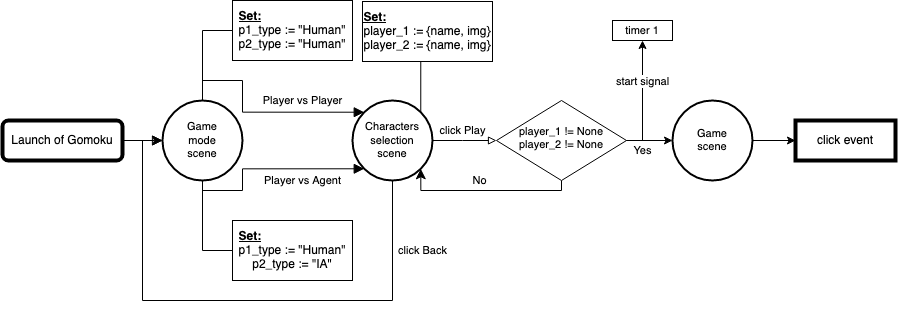 Set:
p1_type := "Human"
p2_type := "Human"
Set:
player_1 := {name, img}
player_2 := {name, img}
timer 1
start signal
Player vs Player
Launch of Gomoku
Game
mode
scene
Characters
selection
scene
click Play
player_1 != None
player_2 != None
Yes
Game
scene
click event
Player vs Agent
No
Set:
p1_type := "Human"
p2_type := "IA"
click Back